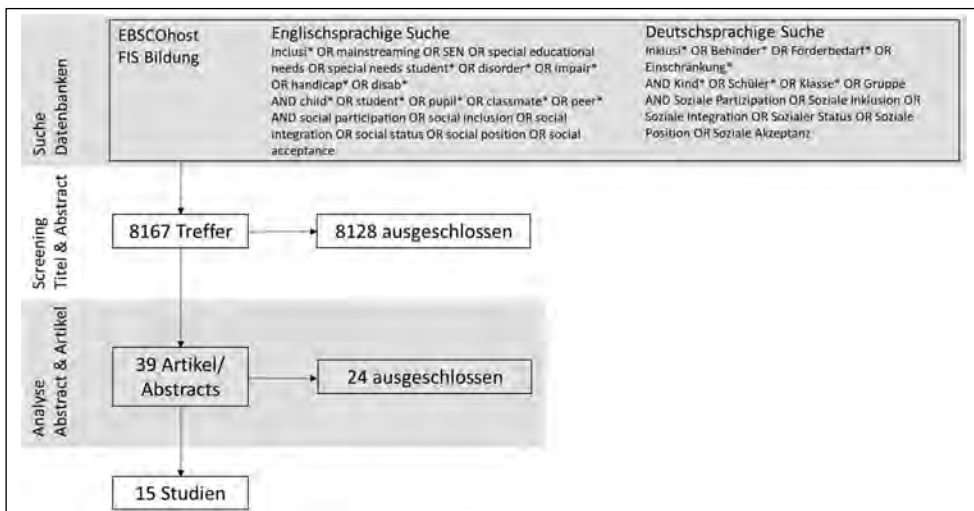 Suche
Datenbanken
EBSCOhost
FIS Bildung
Englischsprachige Suche
Inclusi* OR mainstreaming OR SEN OR special educational
needs OR special needs student* OR disorder* OR impair*
OR handicap* OR disab*
AND child* OR student* OR pupil* OR classmate* OR peer*
AND social participation OR social inclusion OR social
integration OR social status OR social position OR social
acceptance
Deutschsprachige Suche
Inklusi* OR Behinder* OR Förderbedarf* OR
Einschränkung*
AND Kind* OR Schüler* OR Klasse* OR Gruppe
AND Soziale Partizipation OR Soziale Inklusion OR
Soziale Integration OR Sozialer Status OR Soziale
Position OR Soziale Akzeptanz
Screening
Titel & Abstract
8167 Treffer
8128 ausgeschlossen
Analyse
Abstract & Artikel
39 Artikel/
Abstracts
24 ausgeschlossen
15 Studien